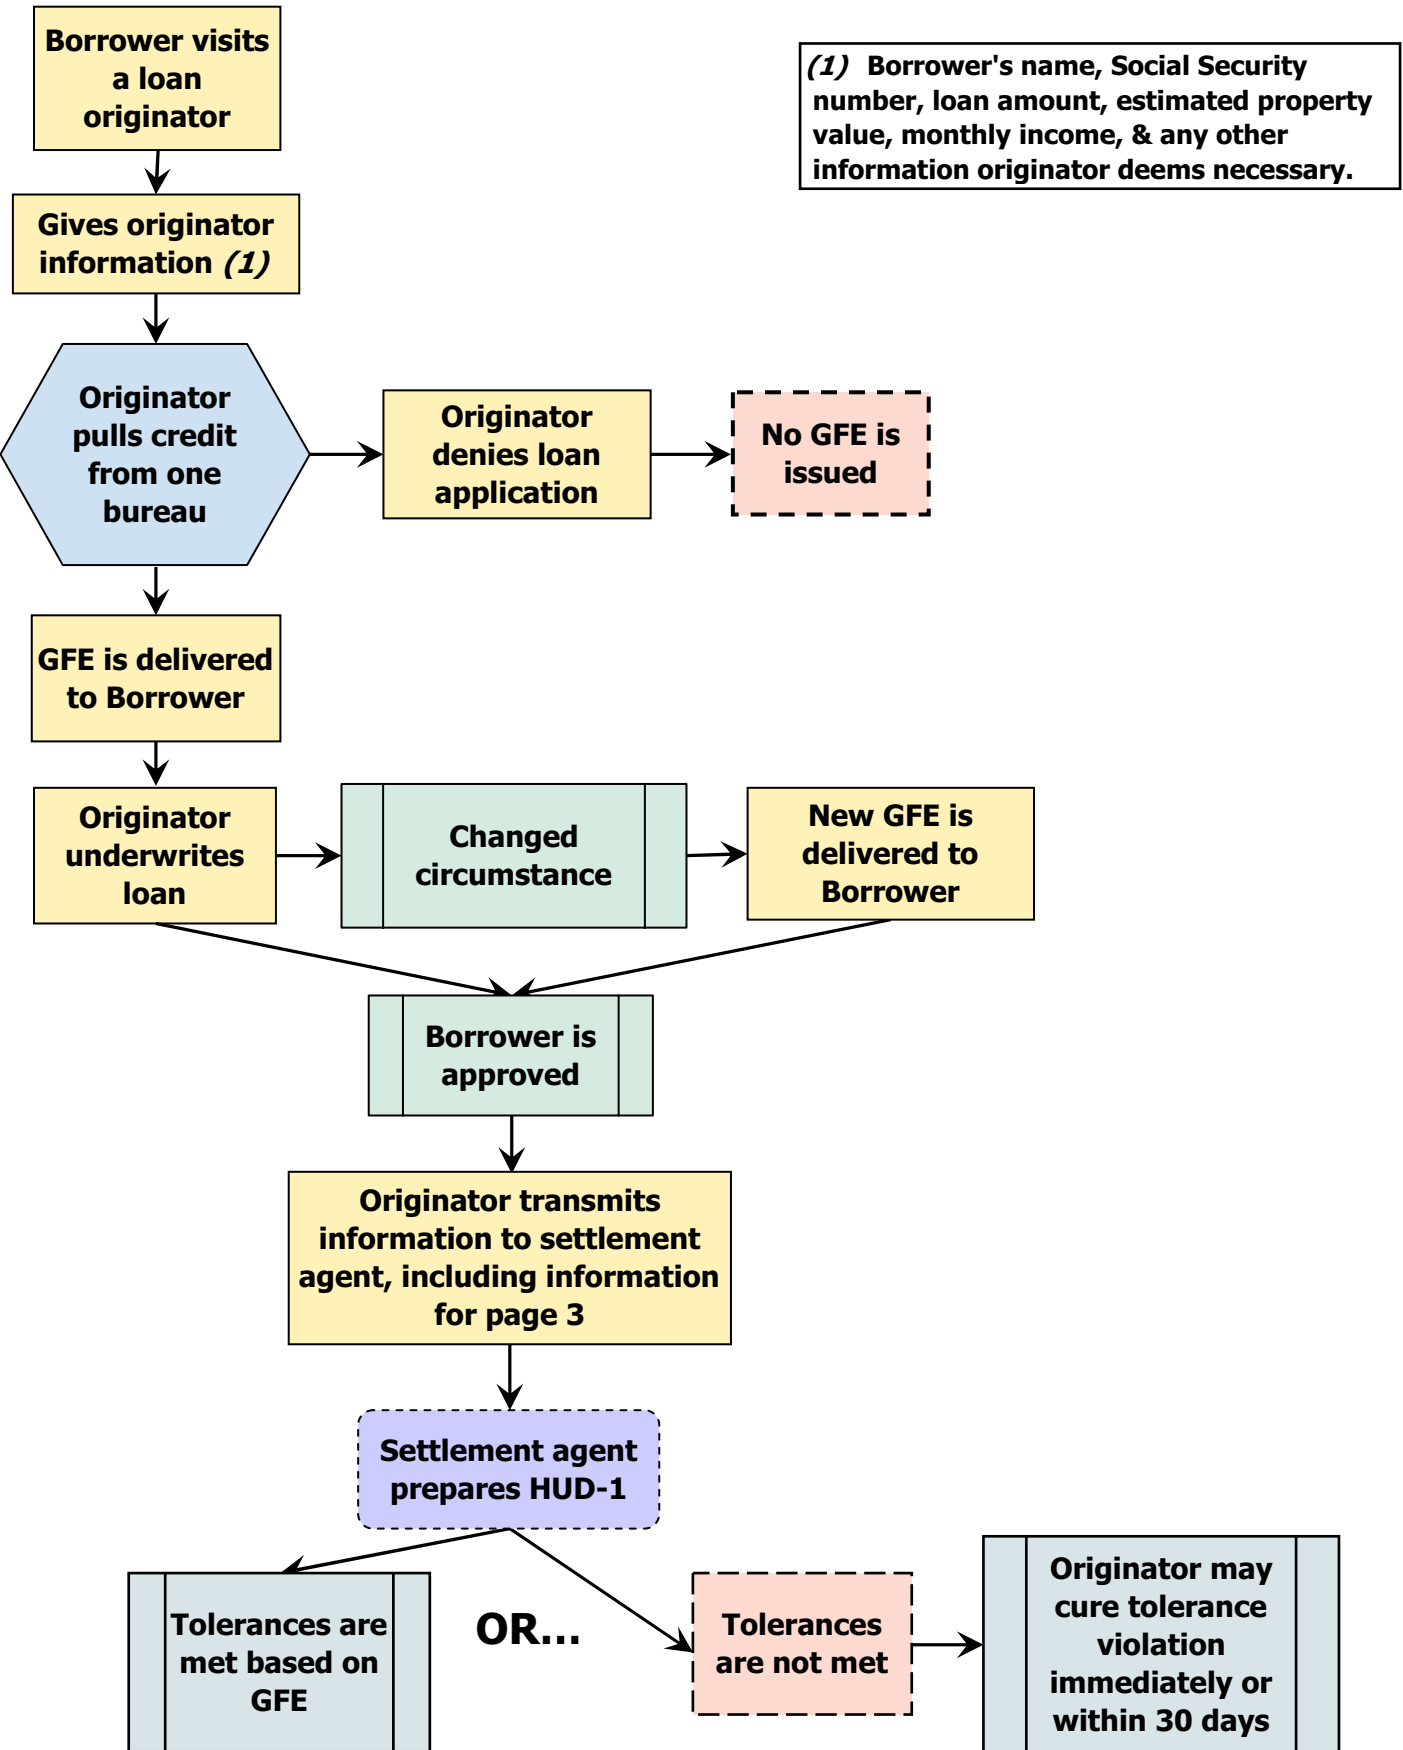 Borrower visits
a loan
originator
(1) Borrower's name, Social Security
number, loan amount, estimated property
value, monthly income, & any other
information originator deems necessary.
Gives originator
information (1)
Originator
pulls credit
from one
bureau
Originator
denies loan
application
No GFE is
issued
GFE is delivered
to Borrower
Originator
underwrites
loan
Changed
circumstance
New GFE is
delivered to
Borrower
Borrower is
approved
Originator transmits
information to settlement
agent, including information
for page 3
Settlement agent
prepares HUD-1
Tolerances are
met based on
GFE
OR...
Tolerances
are not met
Originator may
cure tolerance
violation
immediately or
within 30 days